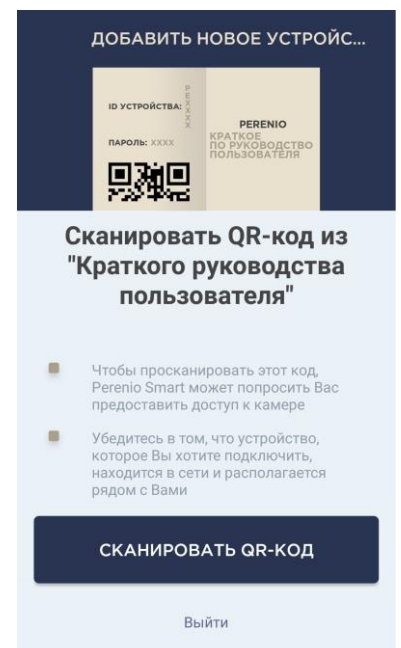 ДОБАВИТЬ НОВОЕ УСТРОЙС...
ID УСТРОЙСТВА:
PEXXXX
ПАРОЛЬ: XXXX
PERENIO
КРАТКОЕ
ПО РУКОВОДСТВО
ПОЛЬЗОВАТЕЛЯ
Сканировать QR-код из
"Краткого руководства
пользователя"
Чтобы просканировать этот код,
Perenio Smart может попросить Вас
предоставить доступ к камере
Убедитесь в том, что устройство,
которое Вы хотите подключить,
находится в сети и располагается
рядом с Вами
СКАНИРОВАТЬ QR-КОД
Выйти